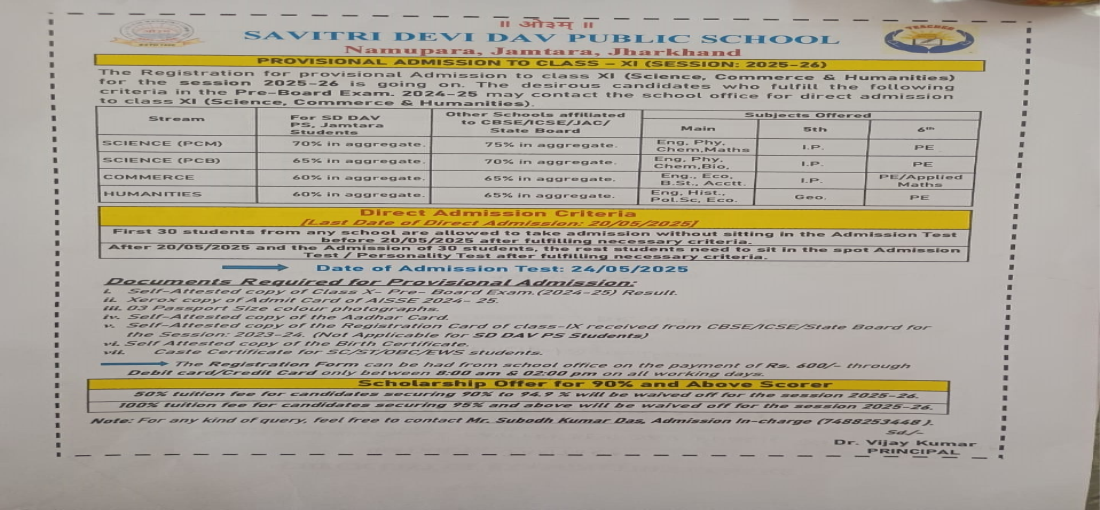 ॥ ओ३म् ॥
SAVITRI DEVI DAV PUBLIC SCHOOL
Namupara, Jamtara, Jharkhand
PROVISIONAL ADMISSION TO CLASS – XI (SESSION: 2025-26)
The Registration for provisional Admission to class XI (Science, Commerce & Humanities)
for the session 2025-26 is going on. The desirous candidates who fulfill the following
criteria in the Pre-Board Exam. 2024-25 may contact the school office for direct admission
to class XI (Science, Commerce & Humanities).
Stream For SD DAV PS, Jamtara Students Other Schools affiliated to CBSE/ICSE/JAC/ State Board Subjects Offered
Main 5th 6th
SCIENCE (PCM) 70% in aggregate. 75% in aggregate. Eng, Phy, Chem,Maths I.P. PE
SCIENCE (PCB) 65% in aggregate. 70% in aggregate. Eng, Phy, Chem,Bio, I.P. PE
COMMERCE 60% in aggregate. 65% in aggregate. Eng., Eco, B.St., Acctt. I.P. PE/Applied Maths
HUMANITIES 60% in aggregate. 65% in aggregate. Eng, Hist., Pol.Sc, Eco. Geo. PE
Direct Admission Criteria
[Last Date of Direct Admission: 20/05/2025]
First 30 students from any school are allowed to take admission without sitting in the Admission Test
before 20/05/2025 after fulfilling necessary criteria.
After 20/05/2025 and the Admission of 30 students, the rest students need to sit in the spot Admission
Test / Personality Test after fulfilling necessary criteria.
Date of Admission Test: 24/05/2025
Documents Required for Provisional Admission:
i. Self-Attested copy of Class X- Pre- Board Exam.(2024-25) Result.
ii. Xerox copy of Admit Card of AISSE 2024- 25.
iii. 03 Passport Size colour photographs.
iv. Self-Attested copy of the Aadhar Card.
v. Self-Attested copy of the Registration Card of class-IX received from CBSE/ICSE/State Board for
the Session: 2023-24. (Not Applicable for SD DAV PS Students)
vi. Self Attested copy of the Birth Certificate.
vii. Caste Certificate for SC/ST/OBC/EWS students.
The Registration Form can be had from school office on the payment of Rs. 600/- through
Debit card/Credit Card only between 8:00 am & 02:00 pm on all working days.
Scholarship Offer for 90% and Above Scorer
50% tuition fee for candidates securing 90% to 94.9 % will be waived off for the session 2025-26.
100% tuition fee for candidates securing 95% and above will be waived off for the session 2025-26.
Note: For any kind of query, feel free to contact Mr. Subodh Kumar Das, Admission In-charge (7488253448 ).
Sd/-
Dr. Vijay Kumar
PRINCIPAL